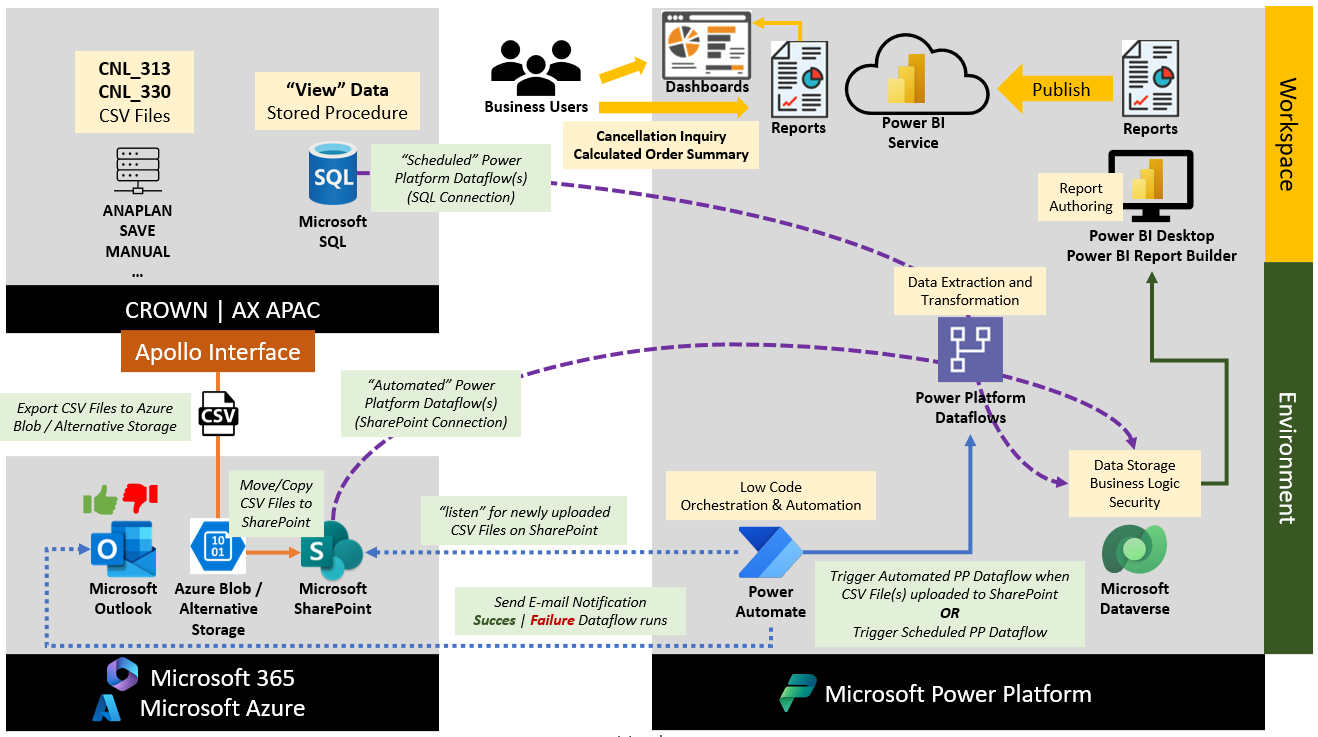 CNL_313
CNL_330
CSV Files
“View” Data
Stored Procedure
ANAPLAN
SAVE
MANUAL
...
SQL
Microsoft
SQL
CROWN | AX APAC
Apollo Interface
“Scheduled” Power
Platform Dataflow(s)
(SQL Connection)
Business Users
Dashboards
Reports
Cancellation Inquiry
Calculated Order Summary
Power BI
Service
Publish
Reports
Report
Authoring
Power BI Desktop
Power BI Report Builder
Workspace
Environment
Data Extraction and
Transformation
Power Platform
Dataflows
Export CSV Files to Azure
Blob / Alternative Storage
CSV
“Automated” Power
Platform Dataflow(s)
(SharePoint Connection)
Move/Copy
CSV Files to
SharePoint
O
Microsoft
Outlook
10
01
Azure Blob /
Alternative
Storage
S
Microsoft
SharePoint
“listen” for newly uploaded
CSV Files on SharePoint
Send E-mail Notification
Succes | Failure Dataflow runs
Low Code
Orchestration & Automation
Power
Automate
Trigger Automated PP Dataflow when
CSV File(s) uploaded to SharePoint
OR
Trigger Scheduled PP Dataflow
Data Storage
Business Logic
Security
Microsoft
Dataverse
Microsoft 365
Microsoft Azure
Microsoft Power Platform